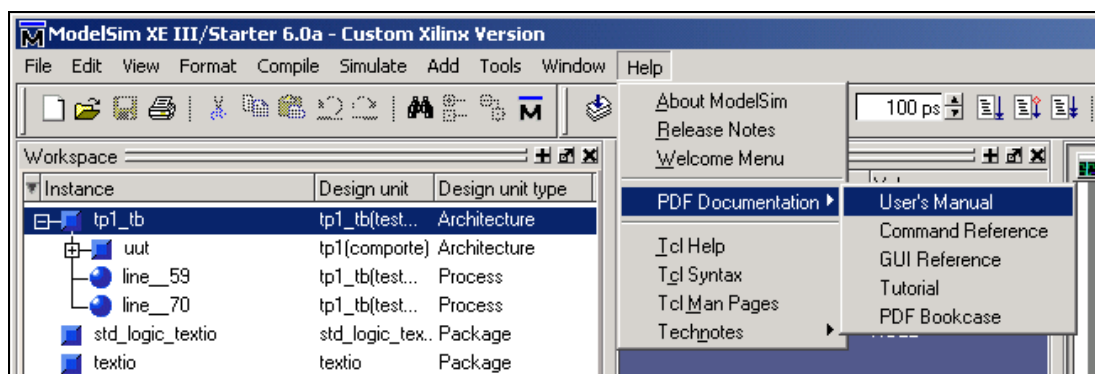 ModelSim XE III/Starter 6.0a - Custom Xilinx Version
File Edit View Format Compile Simulate Add Tools Window Help
100 ps
About ModelSim
Release Notes
Welcome Menu
PDF Documentation
Tcl Help
Tcl Syntax
Tcl Man Pages
Technotes
User's Manual
Command Reference
GUI Reference
Tutorial
PDF Bookcase
Workspace
Instance Design unit Design unit type
tp1_tb tp1_tb(test... Architecture
uut tp1(comporte) Architecture
line__59 tp1_tb(test... Process
line__70 tp1_tb(test... Process
std_logic_textio std_logic_tex.. Package
textio textio Package